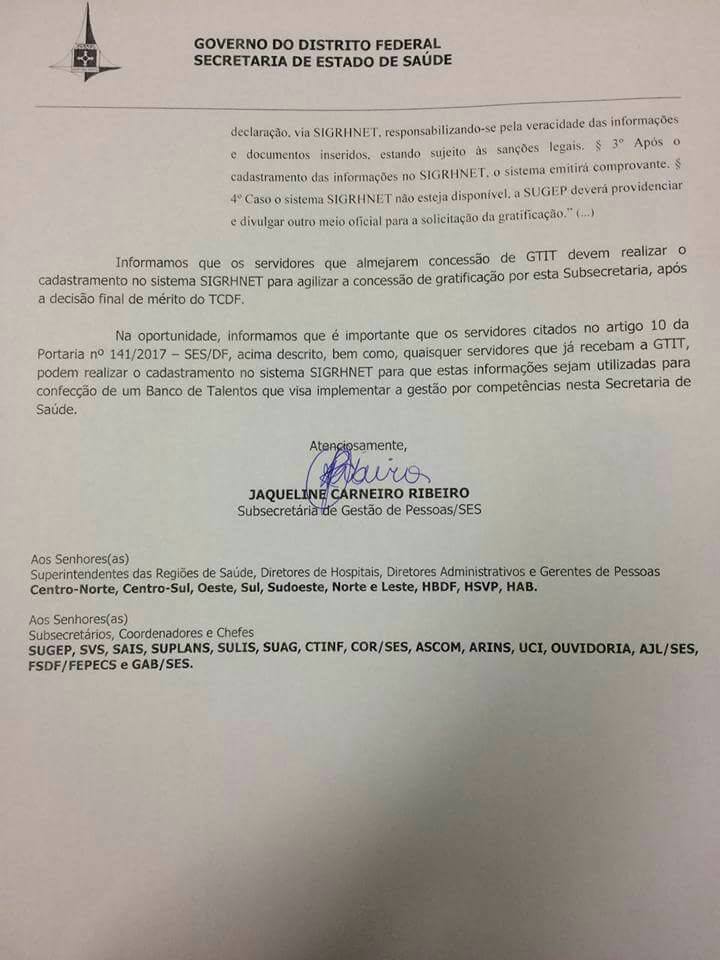 GOVERNO DO DISTRITO FEDERAL
SECRETARIA DE ESTADO DE SAÚDE
declaração, via SIGRHNET, responsabilizando-se pela veracidade das informações
e documentos inseridos, estando sujeito às sanções legais. § 3º Após o
cadastramento das informações no SIGRHNET, o sistema emitirá comprovante. §
4º Caso o sistema SIGRHNET não esteja disponível, a SUGEP deverá providenciar
e divulgar outro meio oficial para a solicitação da gratificação.” (...)
Informamos que os servidores que almejarem concessão de GTIT devem realizar o
cadastramento no sistema SIGRHNET para agilizar a concessão de gratificação por esta Subsecretaria, após
a decisão final de mérito do TCDF.
Na oportunidade, informamos que é importante que os servidores citados no artigo 10 da
Portaria nº 141/2017 – SES/DF, acima descrito, bem como, quaisquer servidores que já recebam a GTIT,
podem realizar o cadastramento no sistema SIGRHNET para que estas informações sejam utilizadas para
confecção de um Banco de Talentos que visa implementar a gestão por competências nesta Secretaria de
Saúde.
Atenciosamente,
Ribeiro
JAQUELINE CARNEIRO RIBEIRO
Subsecretária de Gestão de Pessoas/SES
Aos Senhores(as)
Superintendentes das Regiões de Saúde, Diretores de Hospitais, Diretores Administrativos e Gerentes de Pessoas
Centro-Norte, Centro-Sul, Oeste, Sul, Sudoeste, Norte e Leste, HBDF, HSVP, HAB.
Aos Senhores(as)
Subsecretários, Coordenadores e Chefes
SUGEP, SVS, SAIS, SUPLANS, SULIS, SUAG, CTINF, COR/SES, ASCOM, ARINS, UCI, OUVIDORIA, AJL/SES,
FSDF/FEPECS e GAB/SES.